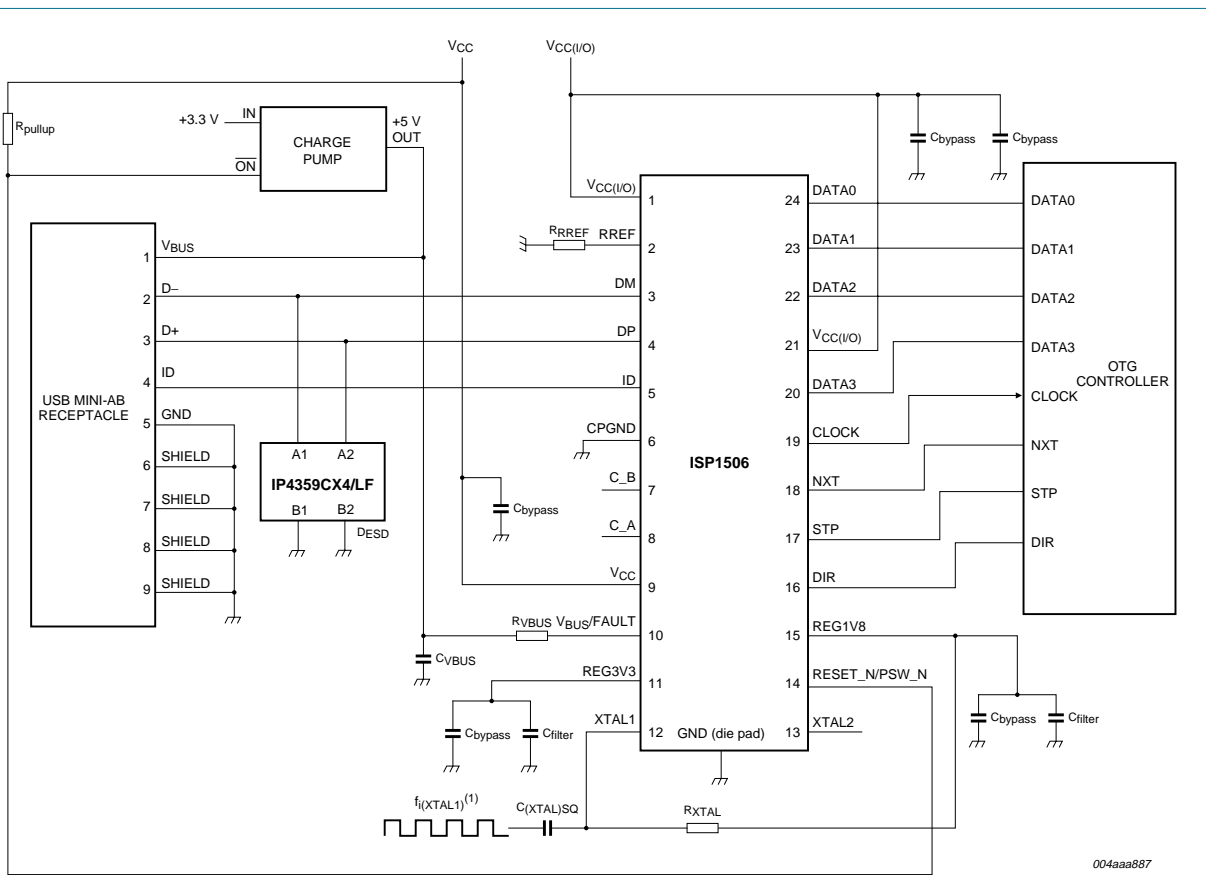 VCC
VCC(I/O)
Rpullup
+3.3 V
IN
ON
CHARGE
PUMP
+5 V
OUT
Cbypass
Cbypass
USB MINI-AB
RECEPTACLE
1 VBUS
2 D−
3 D+
4 ID
5 GND
6 SHIELD
7 SHIELD
8 SHIELD
9 SHIELD
A1 A2
IP4359CX4/LF
B1 B2
DESD
Cbypass
RVBUS
CVBUS
RRREF
ISP1506
VCC(I/O) 1
RREF 2
DM 3
DP 4
ID 5
CPGND 6
C_B 7
C_A 8
VCC 9
VBUS/FAULT 10
REG3V3 11
XTAL1 12
GND (die pad)
24 DATA0
23 DATA1
22 DATA2
21 VCC(I/O)
20 DATA3
19 CLOCK
18 NXT
17 STP
16 DIR
15 REG1V8
14 RESET_N/PSW_N
13 XTAL2
DATA0
DATA1
DATA2
DATA3
OTG
CONTROLLER
CLOCK
NXT
STP
DIR
Cbypass
Cfilter
Cbypass
Cfilter
fi(XTAL1)(1)
C(XTAL)SQ
RXTAL
004aaa887